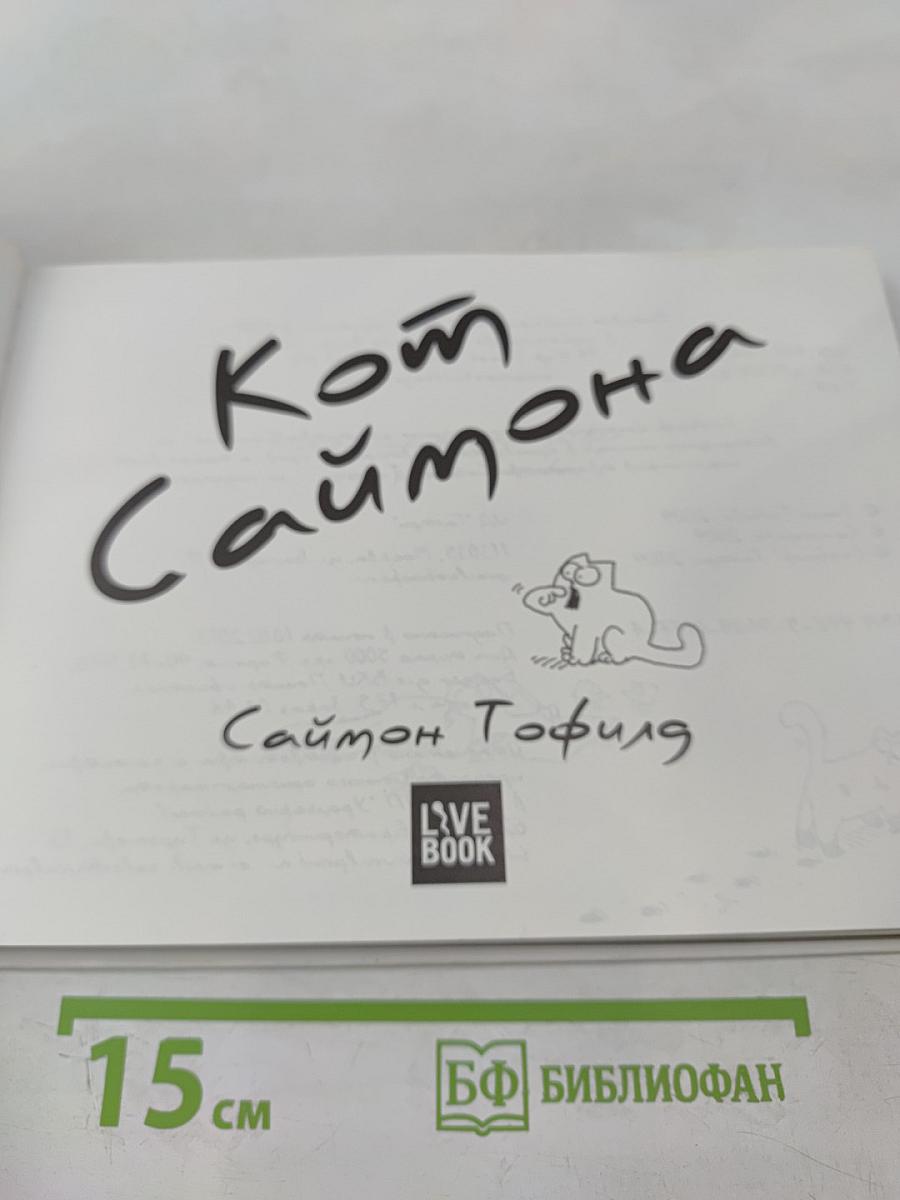 Кот
Саймона
Саймон Тофилд
LIVE
BOOK
15 см
БФ БИБЛИОФАН